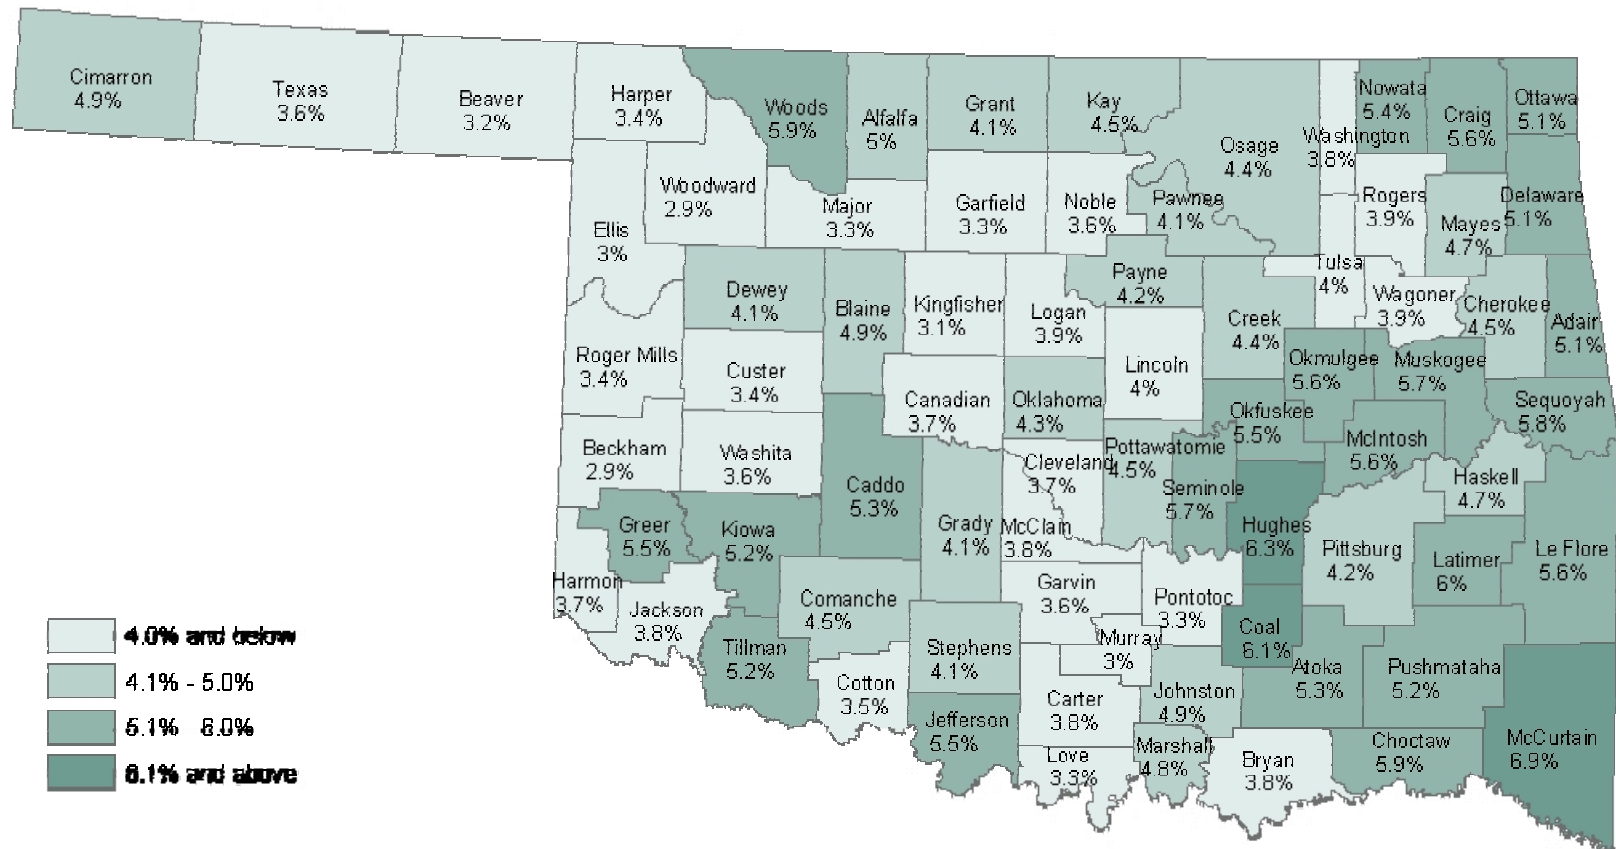 Cimarron
4.9%
Texas
3.6%
Beaver
3.2%
Harper
3.4%
Woods
5.9%
Alfalfa
5%
Grant
4.1%
Kay
4.5%
Osage
4.4%
Washington
3.8%
Nowata
5.4%
Craig
5.6%
Ottawa
5.1%
Woodward
2.9%
Ellis
3%
Major
3.3%
Garfield
3.3%
Noble
3.6%
Pawnee
4.1%
Rogers
3.9%
Mayes
4.7%
Delaware
5.1%
Dewey
4.1%
Blaine
4.9%
Kingfisher
3.1%
Logan
3.9%
Payne
4.2%
Creek
4.4%
Tulsa
4%
Wagoner
3.9%
Cherokee
4.5%
Adair
5.1%
Roger Mills
3.4%
Custer
3.4%
Canadian
3.7%
Oklahoma
4.3%
Lincoln
4%
Okmulgee
5.6%
Muskogee
5.7%
Sequoyah
5.8%
Okfuskee
5.5%
McIntosh
5.6%
Beckham
2.9%
Washita
3.6%
Caddo
5.3%
Cleveland
3.7%
Pottawatomie
4.5%
Seminole
5.7%
Haskell
4.7%
Greer
5.5%
Kiowa
5.2%
Grady
4.1%
McClain
3.8%
Hughes
6.3%
Pittsburg
4.2%
Latimer
6%
Le Flore
5.6%
Harmon
3.7%
Jackson
3.8%
Comanche
4.5%
Garvin
3.6%
Pontotoc
3.3%
Coal
6.1%
Tillman
5.2%
Cotton
3.5%
Stephens
4.1%
Murray
3%
Atoka
5.3%
Pushmataha
5.2%
Jefferson
5.5%
Carter
3.8%
Johnston
4.9%
Love
3.3%
Marshall
4.8%
Bryan
3.8%
Choctaw
5.9%
McCurtain
6.9%
4.0% and below
4.1% - 5.0%
5.1% - 6.0%
6.1% and above